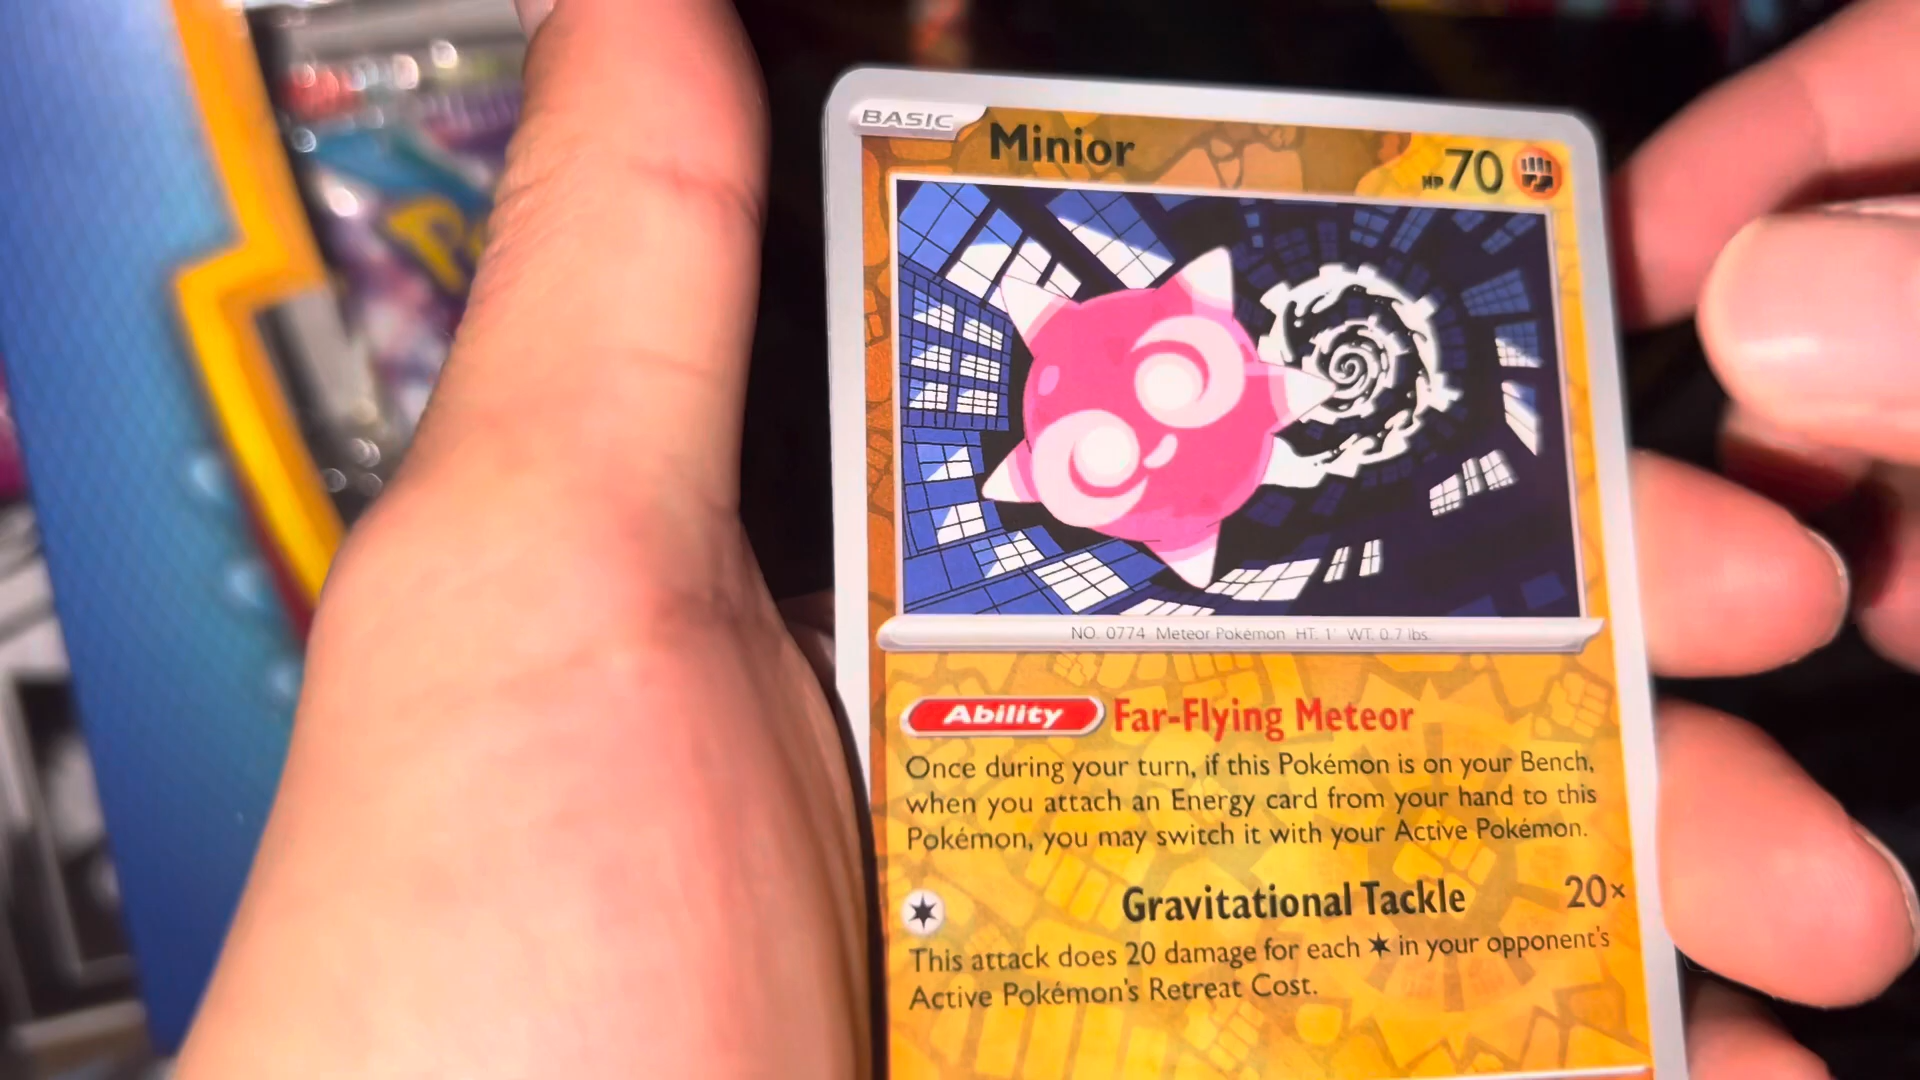 BASIC
Minior
HP 70
NO. 0774 Meteor Pokémon HT: 1' WT: 0.7 lbs.
Ability Far-Flying Meteor
Once during your turn, if this Pokémon is on your Bench,
when you attach an Energy card from your hand to this
Pokémon, you may switch it with your Active Pokémon.
Gravitational Tackle 20×
This attack does 20 damage for each ✶ in your opponent's
Active Pokémon's Retreat Cost.